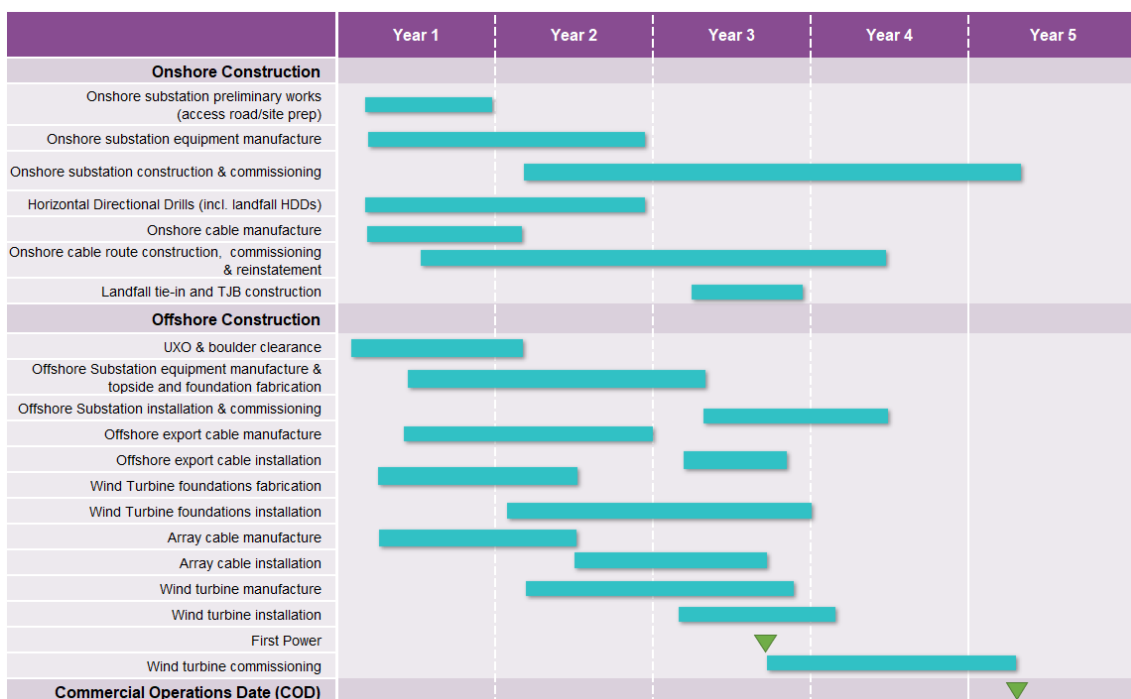 Year 1 Year 2 Year 3 Year 4 Year 5
Onshore Construction
Onshore substation preliminary works
(access road/site prep)
Onshore substation equipment manufacture
Onshore substation construction & commissioning
Horizontal Directional Drills (incl. landfall HDDs)
Onshore cable manufacture
Onshore cable route construction, commissioning
& reinstatement
Landfall tie-in and TJB construction
Offshore Construction
UXO & boulder clearance
Offshore Substation equipment manufacture &
topside and foundation fabrication
Offshore Substation installation & commissioning
Offshore export cable manufacture
Offshore export cable installation
Wind Turbine foundations fabrication
Wind Turbine foundations installation
Array cable manufacture
Array cable installation
Wind turbine manufacture
Wind turbine installation
First Power
Wind turbine commissioning
Commercial Operations Date (COD)